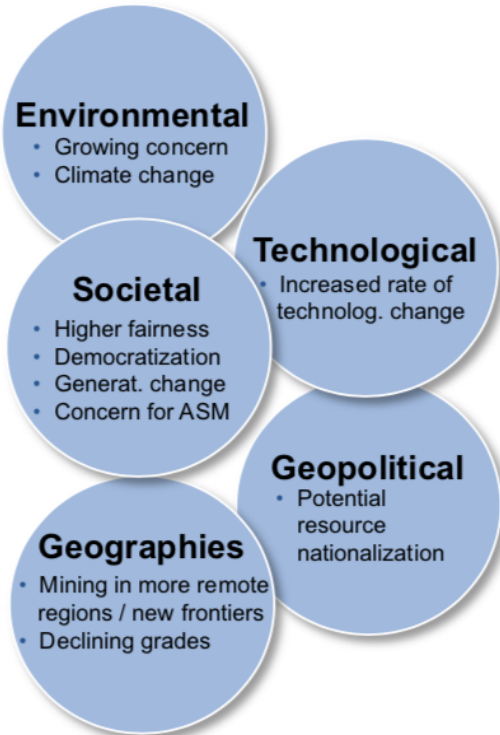 Environmental
• Growing concern
• Climate change
Technological
• Increased rate of
technolog. change
Societal
• Higher fairness
• Democratization
• Generat. change
• Concern for ASM
Geopolitical
• Potential
resource
nationalization
Geographies
• Mining in more remote
regions / new frontiers
• Declining grades